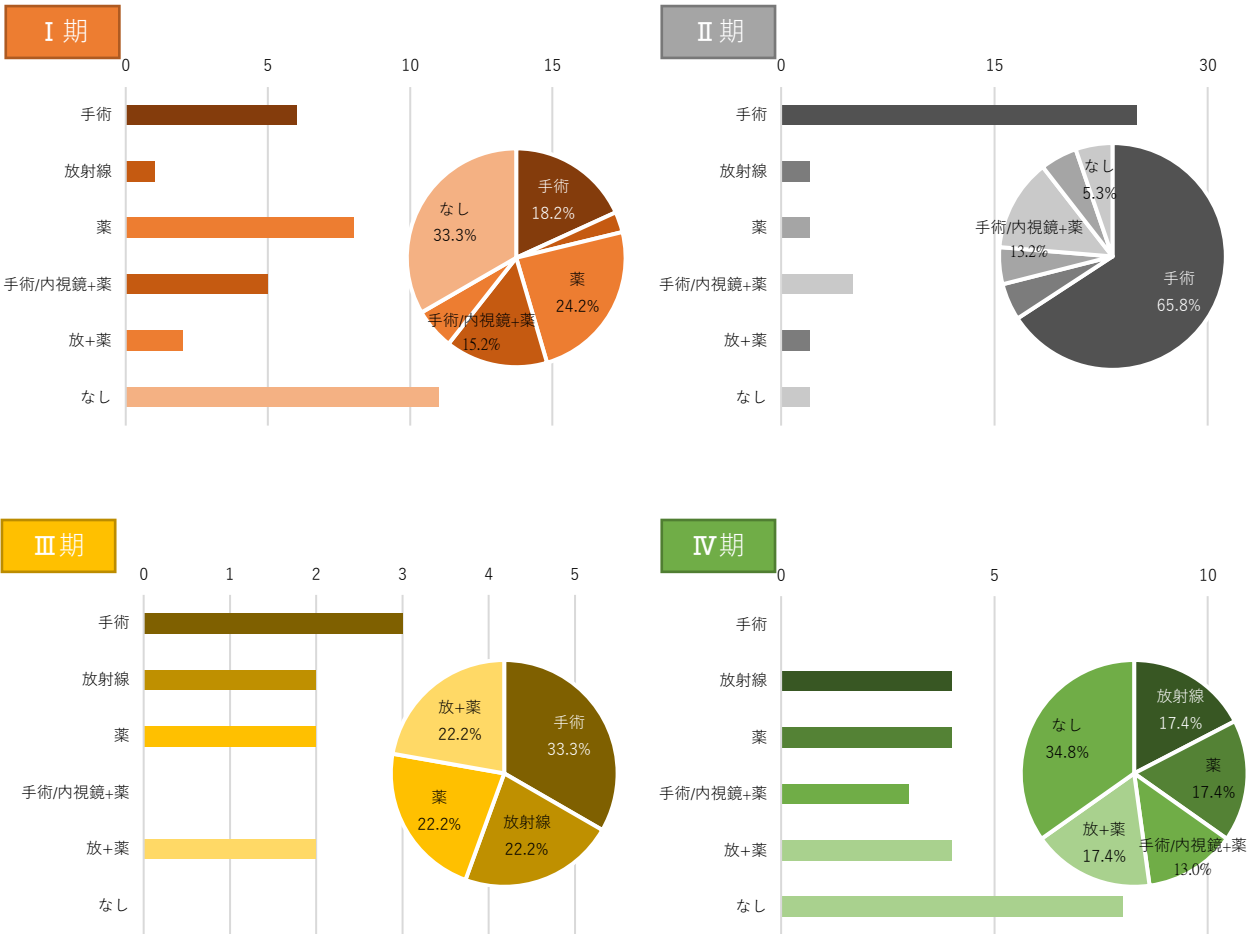 Ⅰ 期
0 5 10 15
手術
放射線
薬
手術/内視鏡+薬
放+薬
なし
手術
18.2%
薬
24.2%
手術/内視鏡+薬
15.2%
なし
33.3%
Ⅱ 期
0 15 30
手術
放射線
薬
手術/内視鏡+薬
放+薬
なし
手術
65.8%
手術/内視鏡+薬
13.2%
なし
5.3%
Ⅲ 期
0 1 2 3 4 5
手術
放射線
薬
手術/内視鏡+薬
放+薬
なし
手術
33.3%
放射線
22.2%
薬
22.2%
放+薬
22.2%
Ⅳ 期
0 5 10
手術
放射線
薬
手術/内視鏡+薬
放+薬
なし
放射線
17.4%
薬
17.4%
手術/内視鏡+薬
13.0%
放+薬
17.4%
なし
34.8%